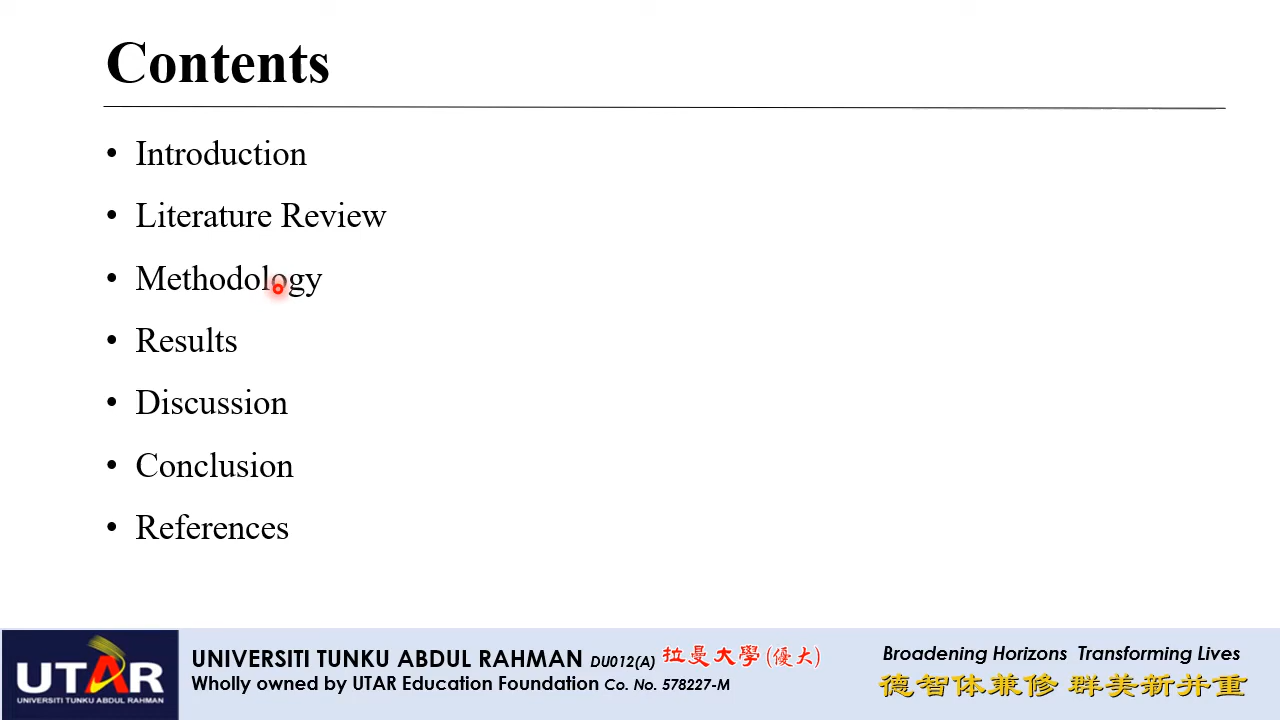 Contents
• Introduction
• Literature Review
• Methodology
• Results
• Discussion
• Conclusion
• References
UTAR
UNIVERSITI TUNKU ABDUL RAHMAN
UNIVERSITI TUNKU ABDUL RAHMAN DU012(A) 拉曼大學(優大)
Wholly owned by UTAR Education Foundation Co. No. 578227-M
Broadening Horizons Transforming Lives
德智体兼修 群美新并重